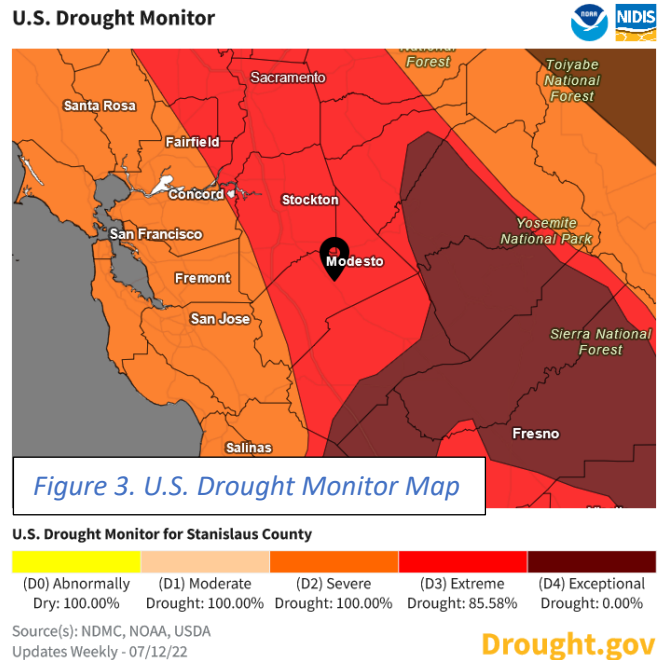 U.S. Drought Monitor
NOAA
NIDIS
National
Forest
Toiyabe
National
Forest
Sacramento
Santa Rosa
Fairfield
Concord
Stockton
San Francisco
Yosemite
National Park
Modesto
Fremont
San Jose
Sierra National
Forest
Fresno
Salinas
Figure 3. U.S. Drought Monitor Map
U.S. Drought Monitor for Stanislaus County
(D0) Abnormally
Dry: 100.00%
(D1) Moderate
Drought: 100.00%
(D2) Severe
Drought: 100.00%
(D3) Extreme
Drought: 85.58%
(D4) Exceptional
Drought: 0.00%
Source(s): NDMC, NOAA, USDA
Updates Weekly - 07/12/22
Drought.gov